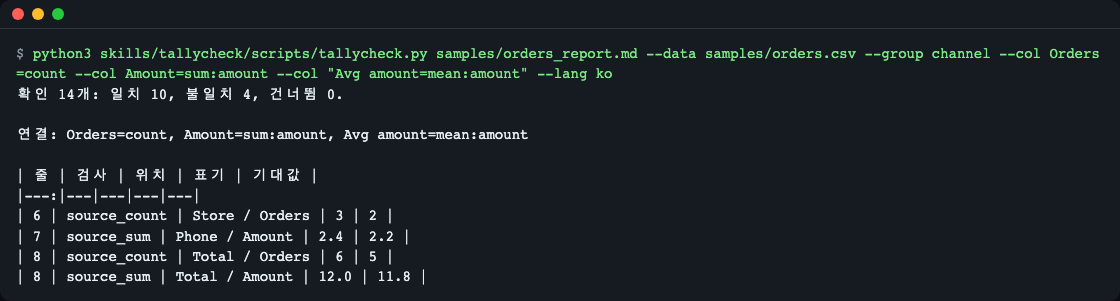 $ python3 skills/tallycheck/scripts/tallycheck.py samples/orders_report.md --data samples/orders.csv --group channel --col Orders
=count --col Amount=sum:amount --col "Avg amount=mean:amount" --lang ko
확인 14개: 일치 10, 불일치 4, 건너뜀 0.
연결: Orders=count, Amount=sum:amount, Avg amount=mean:amount
| 줄 | 검사 | 위치 | 표기 | 기대값 |
|---:|---|---|---|---|
| 6 | source_count | Store / Orders | 3 | 2 |
| 7 | source_sum | Phone / Amount | 2.4 | 2.2 |
| 8 | source_count | Total / Orders | 6 | 5 |
| 8 | source_sum | Total / Amount | 12.0 | 11.8 |